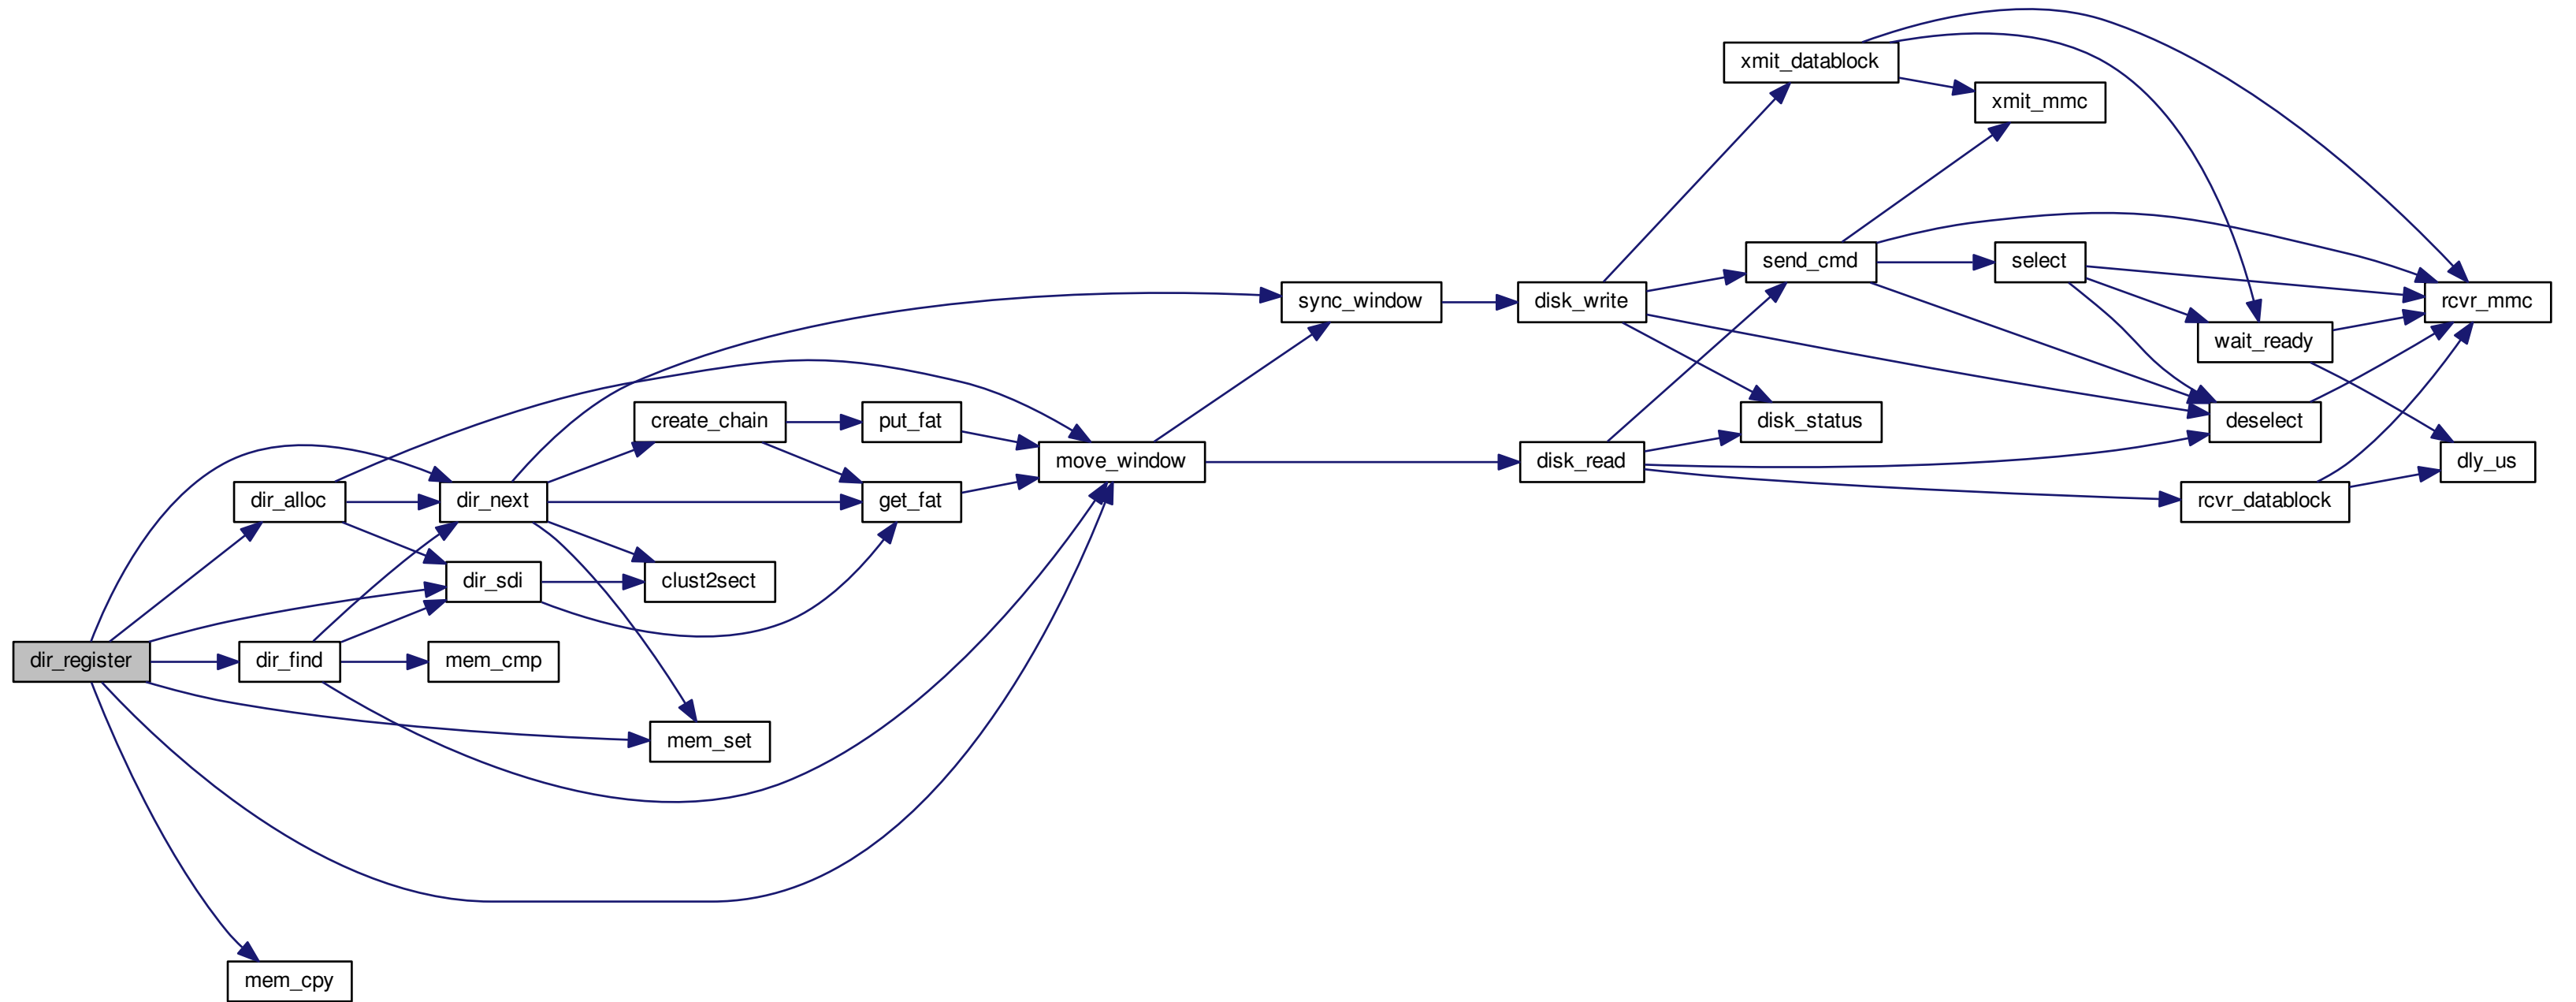 xmit_datablock
xmit_mmc
send_cmd
select
sync_window
disk_write
rcvr_mmc
wait_ready
create_chain
put_fat
disk_status
deselect
move_window
disk_read
dly_us
dir_alloc
dir_next
get_fat
rcvr_datablock
dir_sdi
clust2sect
dir_register
dir_find
mem_cmp
mem_set
mem_cpy